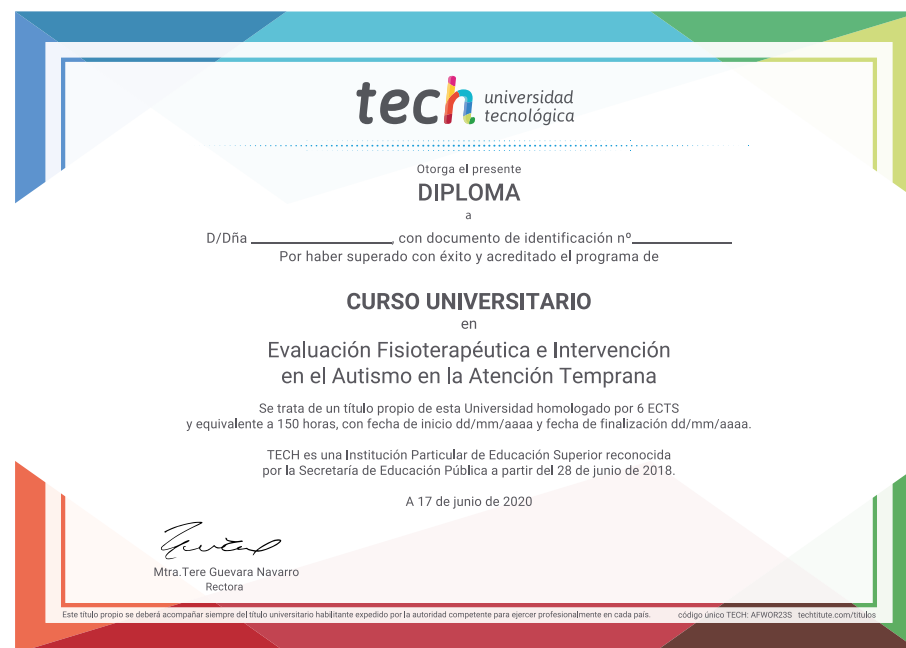 tech universidad
tecnológica
Otorga el presente
DIPLOMA
a
D/Dña ____________________, con documento de identificación nº______________
Por haber superado con éxito y acreditado el programa de
CURSO UNIVERSITARIO
en
Evaluación Fisioterapéutica e Intervención
en el Autismo en la Atención Temprana
Se trata de un título propio de esta Universidad homologado por 6 ECTS
y equivalente a 150 horas, con fecha de inicio dd/mm/aaaa y fecha de finalización dd/mm/aaaa.
TECH es una Institución Particular de Educación Superior reconocida
por la Secretaría de Educación Pública a partir del 28 de junio de 2018.
A 17 de junio de 2020
Mtra.Tere Guevara Navarro
Rectora
Este título propio se deberá acompañar siempre del título universitario habilitante expedido por la autoridad competente para ejercer profesionalmente en cada país. código único TECH: AFWOR23S techtitute.com/titulos